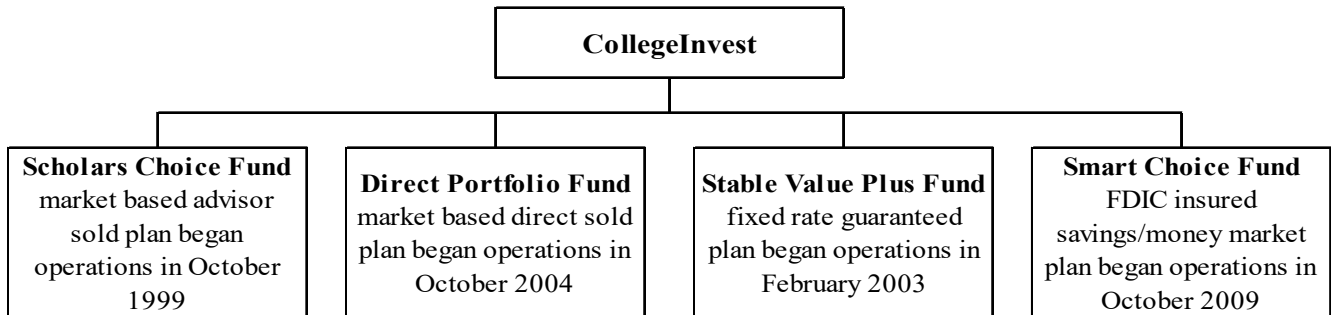 CollegeInvest
Scholars Choice Fund
market based advisor
sold plan began
operations in October
1999
Direct Portfolio Fund
market based direct sold
plan began operations in
October 2004
Stable Value Plus Fund
fixed rate guaranteed
plan began operations in
February 2003
Smart Choice Fund
FDIC insured
savings/money market
plan began operations in
October 2009